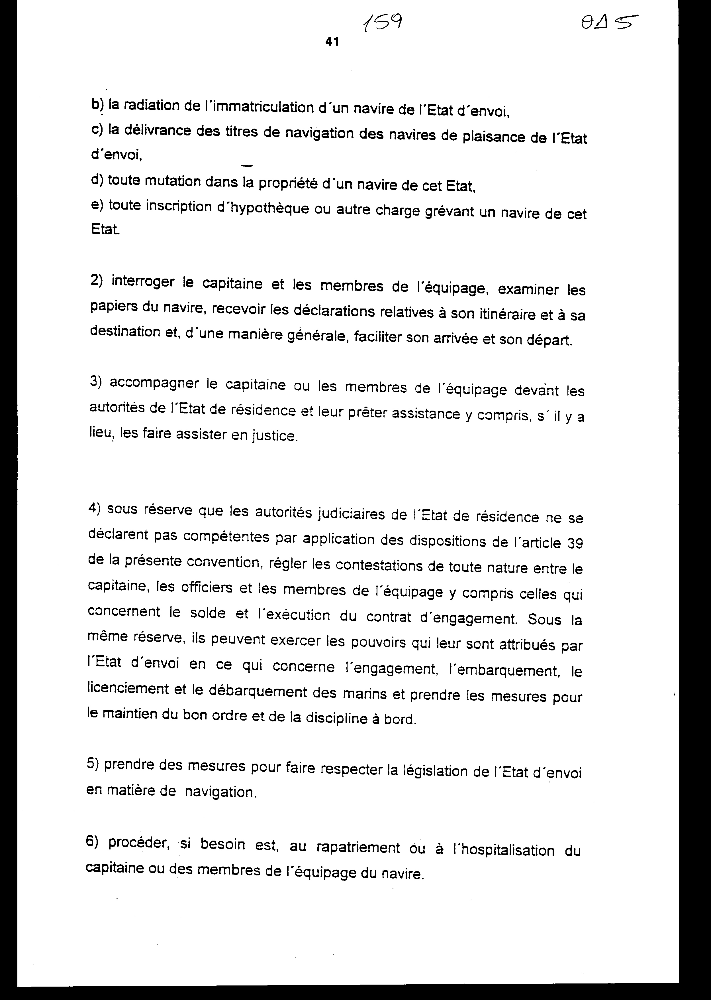 159 ΘΔ5
41
b) la radiation de l´immatriculation d´un navire de l´Etat d´envoi,
c) la délivrance des titres de navigation des navires de plaisance de l´Etat
d´envoi,
d) toute mutation dans la propriété d´un navire de cet Etat,
e) toute inscription d´hypothèque ou autre charge grévant un navire de cet
Etat.
2) interroger le capitaine et les membres de l´équipage, examiner les
papiers du navire, recevoir les déclarations relatives à son itinéraire et à sa
destination et, d´une manière générale, faciliter son arrivée et son départ.
3) accompagner le capitaine ou les membres de l´équipage devant les
autorités de l´Etat de résidence et leur prêter assistance y compris, s´ il y a
lieu, les faire assister en justice.
4) sous réserve que les autorités judiciaires de l´Etat de résidence ne se
déclarent pas compétentes par application des dispositions de l´article 39
de la présente convention, régler les contestations de toute nature entre le
capitaine, les officiers et les membres de l´équipage y compris celles qui
concernent le solde et l´exécution du contrat d´engagement. Sous la
même réserve, ils peuvent exercer les pouvoirs qui leur sont attribués par
l´Etat d´envoi en ce qui concerne l´engagement, l´embarquement, le
licenciement et le débarquement des marins et prendre les mesures pour
le maintien du bon ordre et de la discipline à bord.
5) prendre des mesures pour faire respecter la législation de l´Etat d´envoi
en matière de navigation.
6) procéder, si besoin est, au rapatriement ou à l´hospitalisation du
capitaine ou des membres de l´équipage du navire.